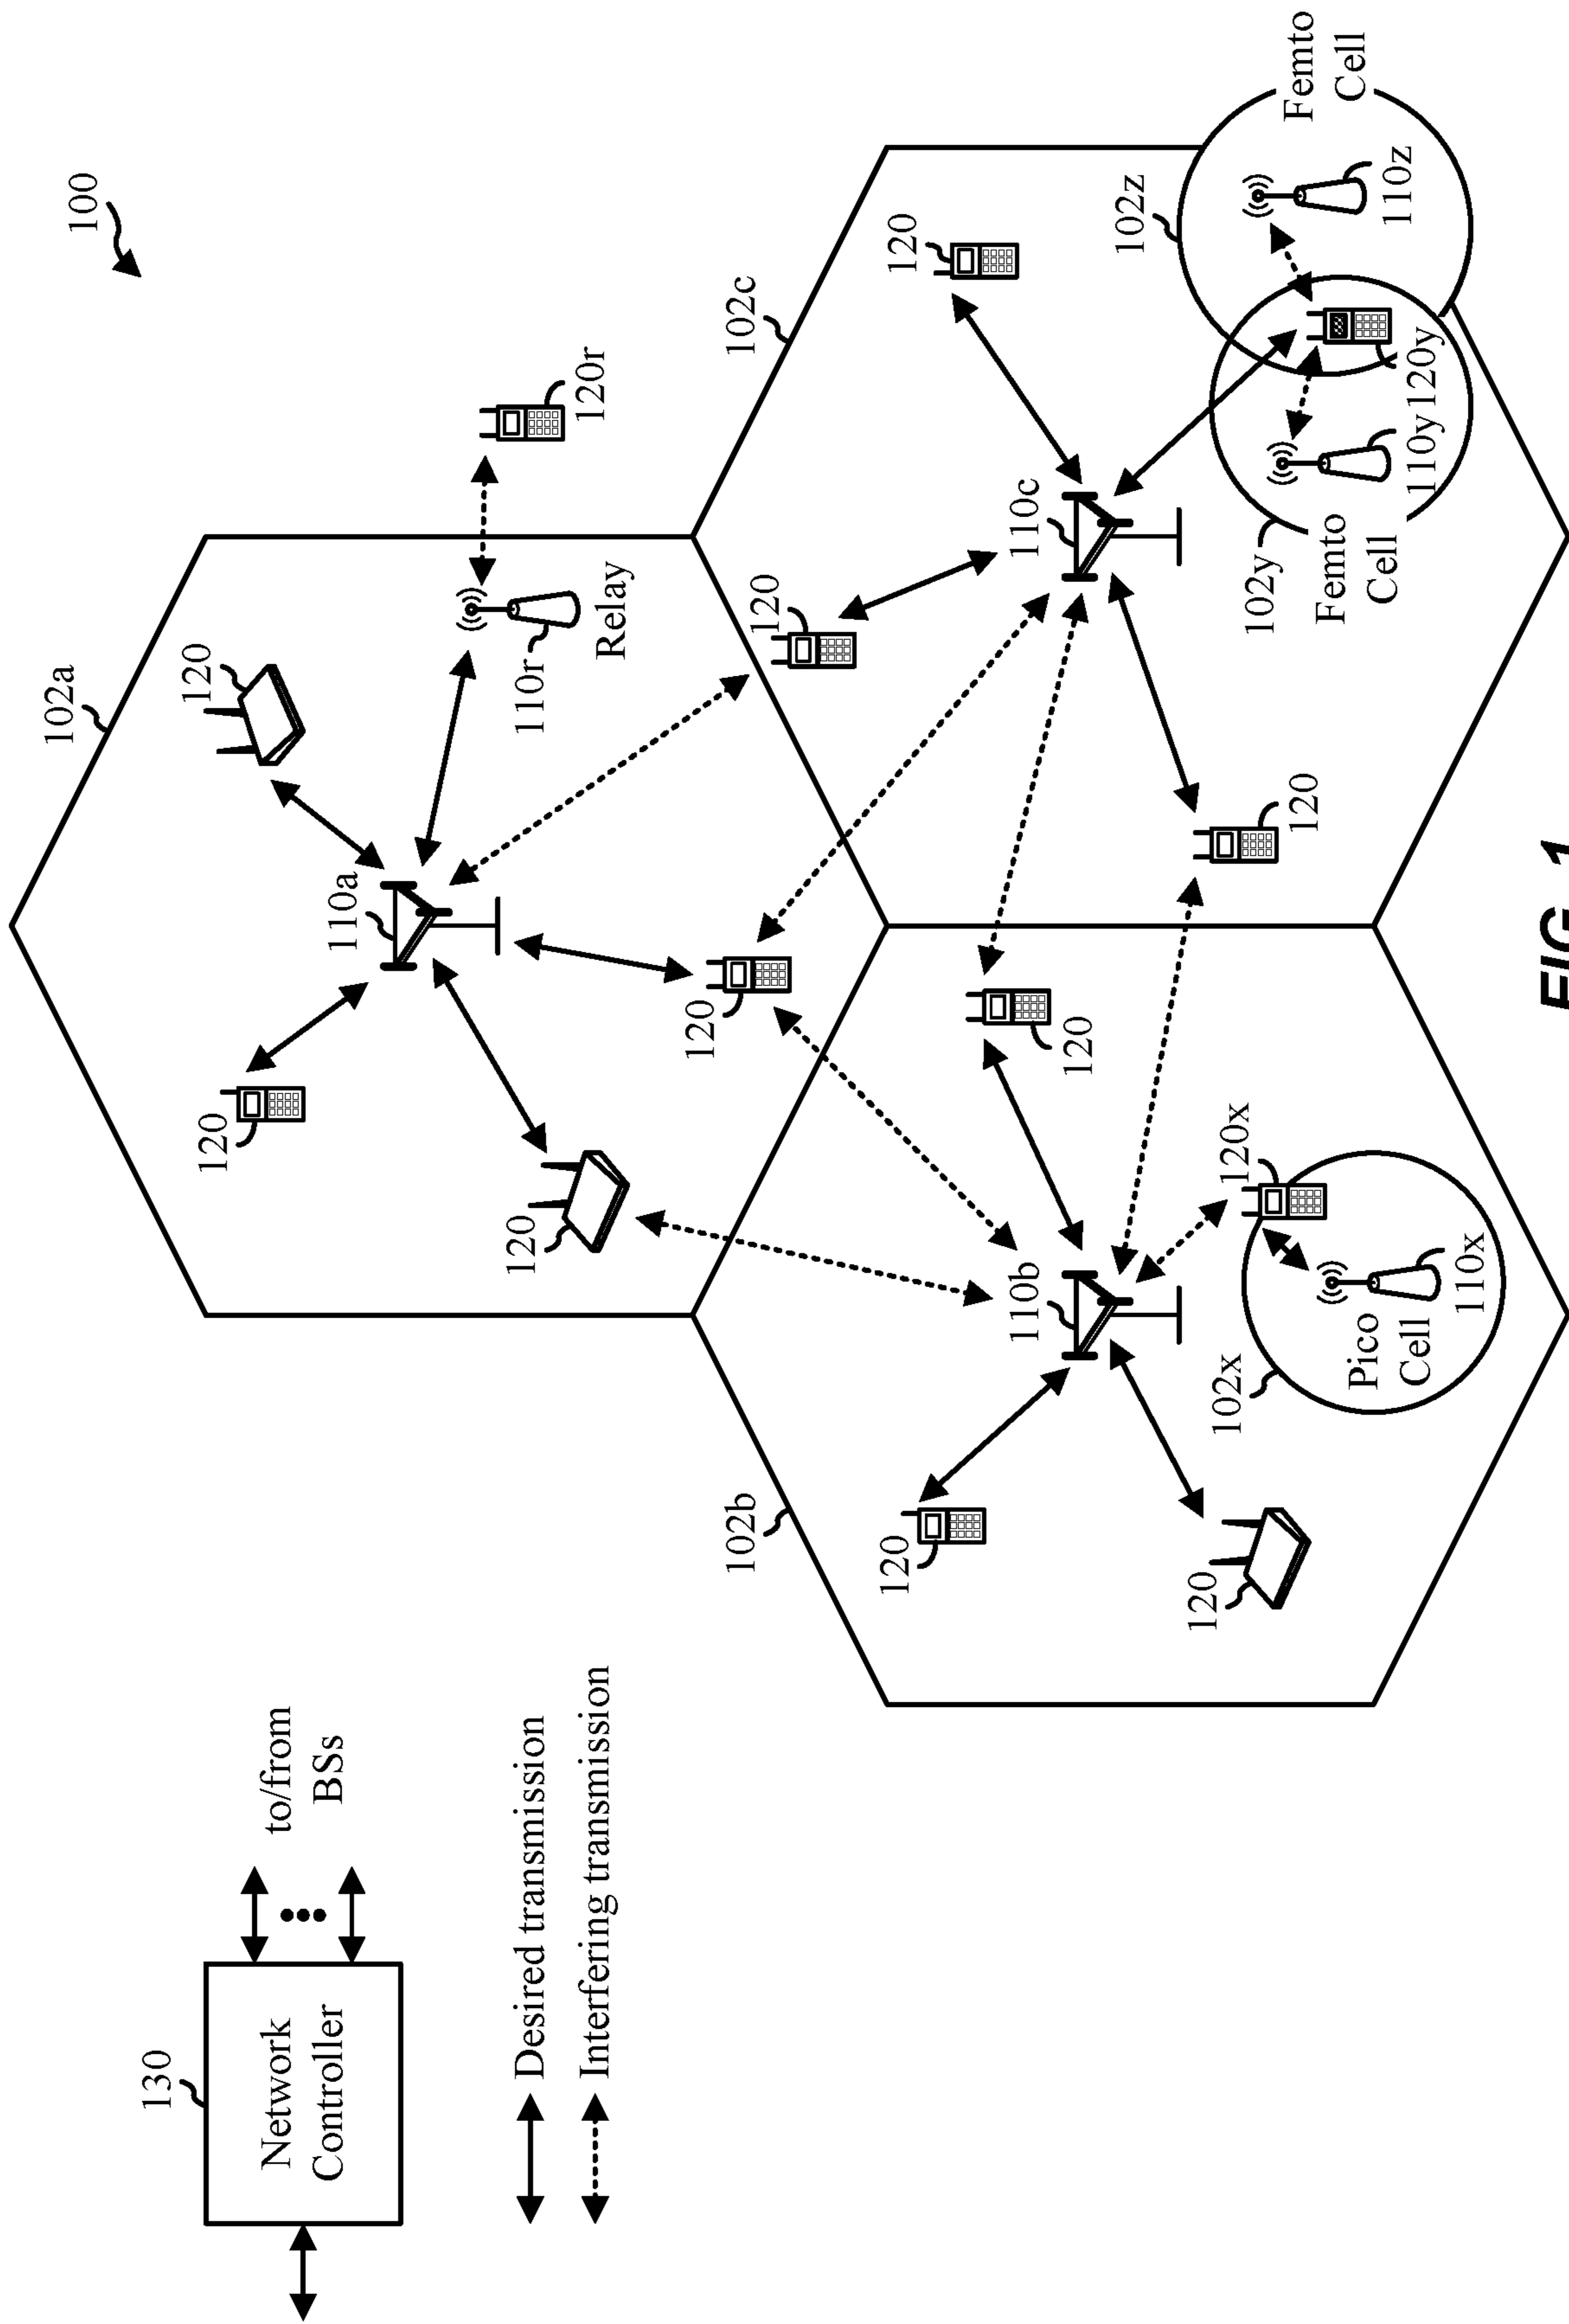 100
130
Network
Controller
to/from
BSs
Desired transmission
Interfering transmission
102a
120
120
110a
120
110r
Relay
120r
120
120
102b
102c
120
120
110b
120
120
120
102x
Pico
Cell
110x
120x
110c
120
120
102y
Femto
Cell
110y
120y
102z
110z
Femto
Cell
FIG. 1